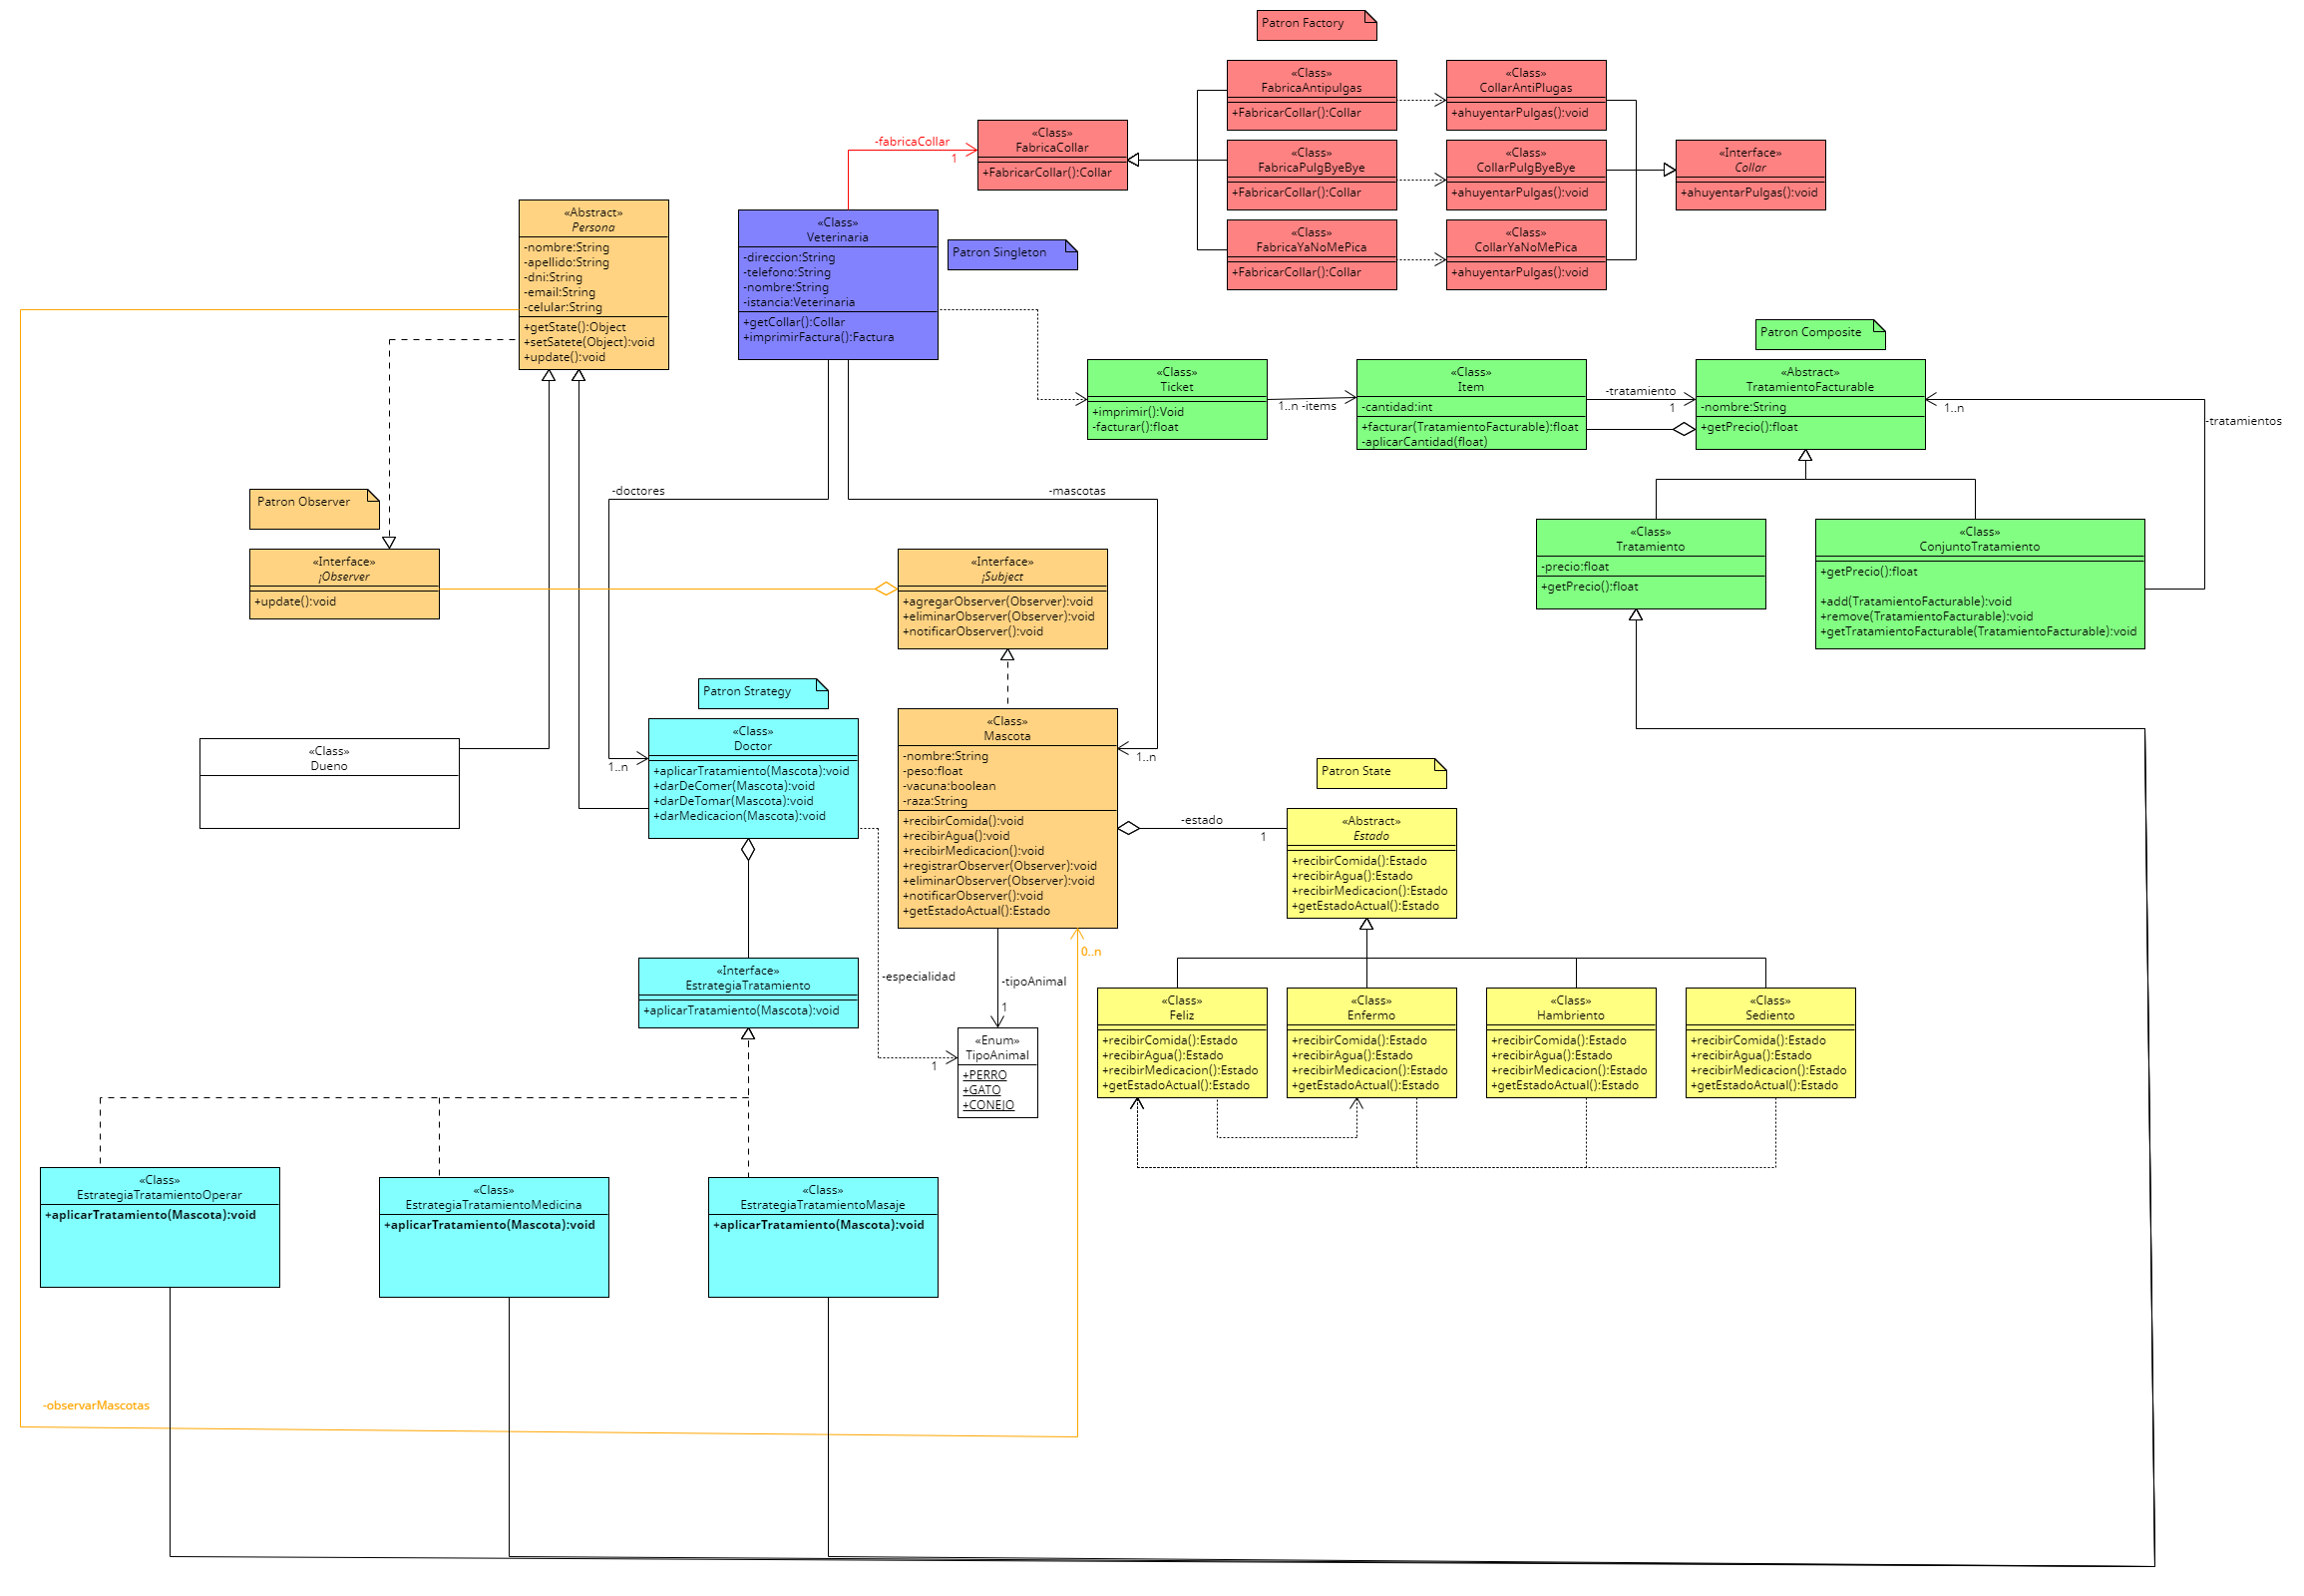 Patron Factory
«Class»
FabricaAntipulgas
+FabricarCollar():Collar
«Class»
CollarAntiPlugas
+ahuyentarPulgas():void
«Class»
FabricaCollar
+FabricarCollar():Collar
-fabricaCollar
1
«Class»
FabricaPulgByeBye
+FabricarCollar():Collar
«Class»
CollarPulgByeBye
+ahuyentarPulgas():void
«Interface»
Collar
+ahuyentarPulgas():void
«Class»
FabricaYaNoMePica
+FabricarCollar():Collar
«Class»
CollarYaNoMePica
+ahuyentarPulgas():void
«Abstract»
Persona
-nombre:String
-apellido:String
-dni:String
-email:String
-celular:String
+getState():Object
+setSatete(Object):void
+update():void
«Class»
Veterinaria
-direccion:String
-telefono:String
-nombre:String
-istancia:Veterinaria
+getCollar():Collar
+imprimirFactura():Factura
Patron Singleton
Patron Composite
«Class»
Ticket
+imprimir():Void
-facturar():float
1..n -items
«Class»
Item
-cantidad:int
+facturar(TratamientoFacturable):float
-aplicarCantidad(float)
-tratamiento
1
«Abstract»
TratamientoFacturable
-nombre:String
+getPrecio():float
1..n
-tratamientos
-doctores
-mascotas
Patron Observer
«Interface»
¡Observer
+update():void
«Interface»
¡Subject
+agregarObserver(Observer):void
+eliminarObserver(Observer):void
+notificarObserver():void
«Class»
Tratamiento
-precio:float
+getPrecio():float
«Class»
ConjuntoTratamiento
+getPrecio():float
+add(TratamientoFacturable):void
+remove(TratamientoFacturable):void
+getTratamientoFacturable(TratamientoFacturable):void
Patron Strategy
«Class»
Dueno
1..n
«Class»
Doctor
+aplicarTratamiento(Mascota):void
+darDeComer(Mascota):void
+darDeTomar(Mascota):void
+darMedicacion(Mascota):void
«Class»
Mascota
-nombre:String
-peso:float
-vacuna:boolean
-raza:String
+recibirComida():void
+recibirAgua():void
+recibirMedicacion():void
+registrarObserver(Observer):void
+eliminarObserver(Observer):void
+notificarObserver():void
+getEstadoActual():Estado
1..n
Patron State
-estado
1
«Abstract»
Estado
+recibirComida():Estado
+recibirAgua():Estado
+recibirMedicacion():Estado
+getEstadoActual():Estado
0..n
«Interface»
EstrategiaTratamiento
+aplicarTratamiento(Mascota):void
-especialidad
1
-tipoAnimal
1
«Enum»
TipoAnimal
+PERRO
+GATO
+CONEJO
«Class»
Feliz
+recibirComida():Estado
+recibirAgua():Estado
+recibirMedicacion():Estado
+getEstadoActual():Estado
«Class»
Enfermo
+recibirComida():Estado
+recibirAgua():Estado
+recibirMedicacion():Estado
+getEstadoActual():Estado
«Class»
Hambriento
+recibirComida():Estado
+recibirAgua():Estado
+recibirMedicacion():Estado
+getEstadoActual():Estado
«Class»
Sediento
+recibirComida():Estado
+recibirAgua():Estado
+recibirMedicacion():Estado
+getEstadoActual():Estado
«Class»
EstrategiaTratamientoOperar
+aplicarTratamiento(Mascota):void
«Class»
EstrategiaTratamientoMedicina
+aplicarTratamiento(Mascota):void
«Class»
EstrategiaTratamientoMasaje
+aplicarTratamiento(Mascota):void
-observarMascotas